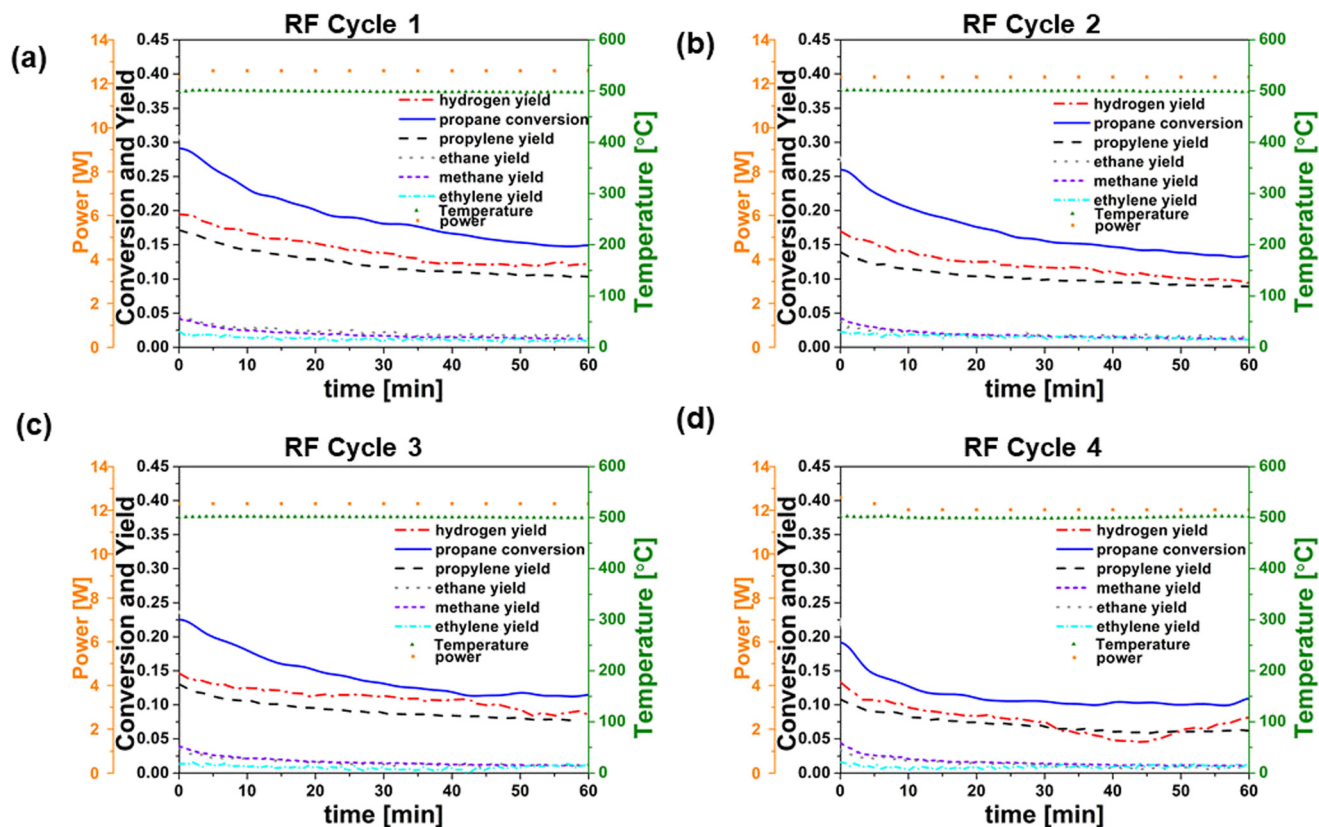 (a)
RF Cycle 1
Power [W]
14
12
10
8
6
4
2
0
Conversion and Yield
0.45
0.40
0.35
0.30
0.25
0.20
0.15
0.10
0.05
0.00
hydrogen yield
propane conversion
propylene yield
ethane yield
methane yield
ethylene yield
Temperature
power
600
500
400
300
200
100
0
Temperature [°C]
0 10 20 30 40 50 60
time [min]
(b)
RF Cycle 2
Power [W]
14
12
10
8
6
4
2
0
Conversion and Yield
0.45
0.40
0.35
0.30
0.25
0.20
0.15
0.10
0.05
0.00
hydrogen yield
propane conversion
propylene yield
ethane yield
methane yield
ethylene yield
Temperature
power
600
500
400
300
200
100
0
Temperature [°C]
0 10 20 30 40 50 60
time [min]
(c)
RF Cycle 3
Power [W]
14
12
10
8
6
4
2
0
Conversion and Yield
0.45
0.40
0.35
0.30
0.25
0.20
0.15
0.10
0.05
0.00
hydrogen yield
propane conversion
propylene yield
ethane yield
methane yield
ethylene yield
Temperature
power
600
500
400
300
200
100
0
Temperature [°C]
0 10 20 30 40 50 60
time [min]
(d)
RF Cycle 4
Power [W]
14
12
10
8
6
4
2
0
Conversion and Yield
0.45
0.40
0.35
0.30
0.25
0.20
0.15
0.10
0.05
0.00
hydrogen yield
propane conversion
propylene yield
methane yield
ethane yield
ethylene yield
Temperature
power
600
500
400
300
200
100
0
Temperature [°C]
0 10 20 30 40 50 60
time [min]